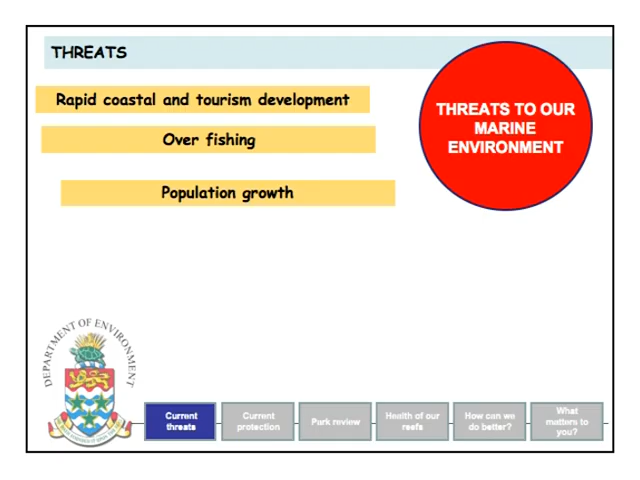 THREATS
Rapid coastal and tourism development
Over fishing
Population growth
THREATS TO OUR
MARINE
ENVIRONMENT
DEPARTMENT OF ENVIRONMENT
Current
threats
Current
protection
Park review
Health of our
reefs
How can we
do better?
What
matters to
you?